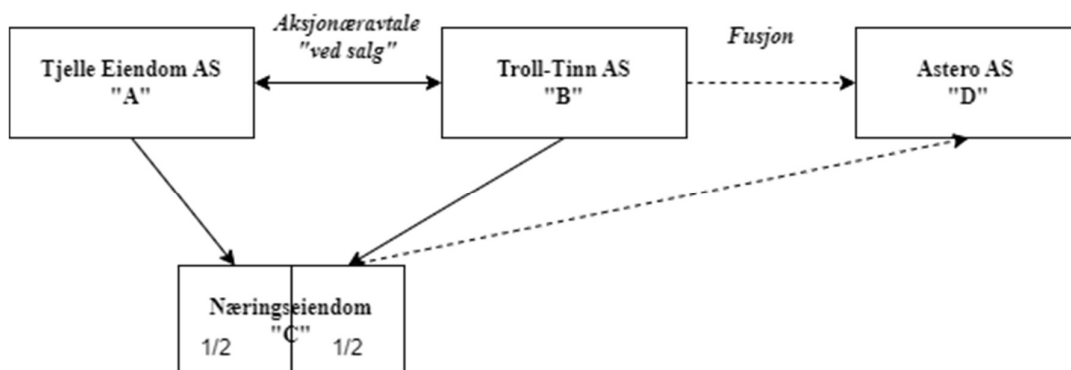 Aksjonæravtale
"ved salg"
Fusjon
Tjelle Eiendom AS
"A"
Troll-Tinn AS
"B"
Astero AS
"D"
Næringseiendom
"C"
1/2
1/2